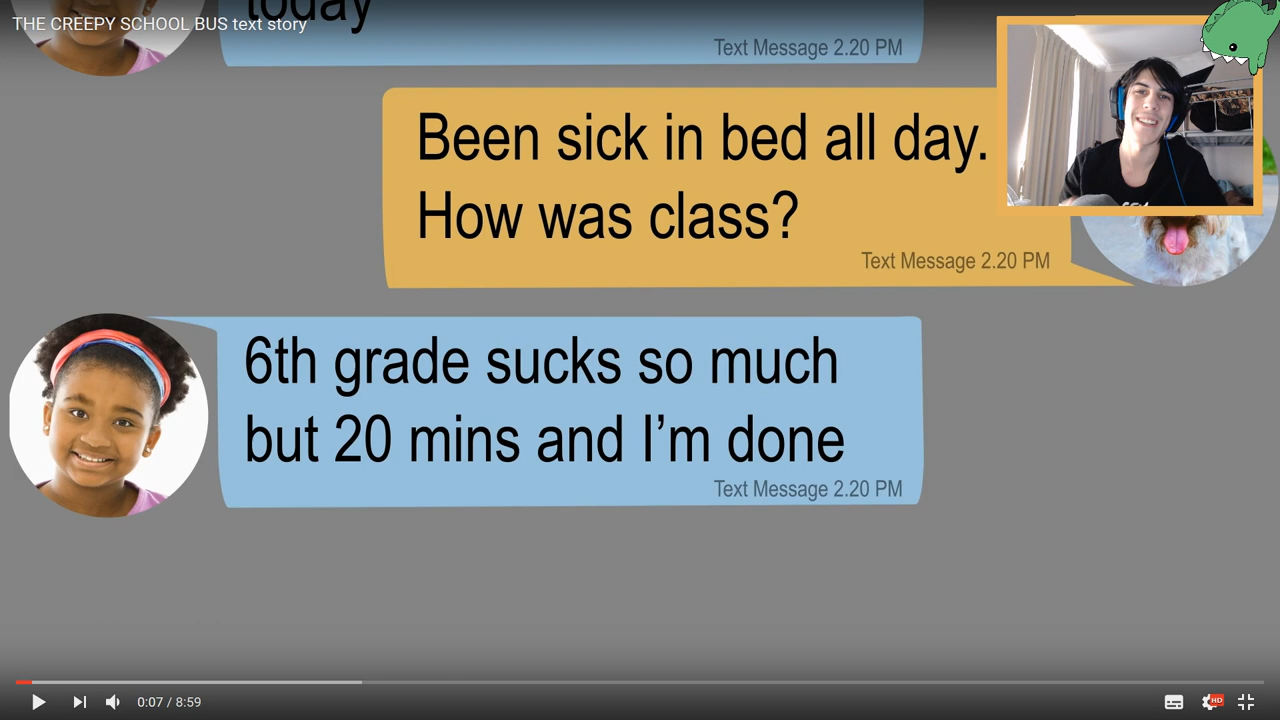 today
THE CREEPY SCHOOL BUS text story
Text Message 2.20 PM
Been sick in bed all day.
How was class?
Text Message 2.20 PM
6th grade sucks so much
but 20 mins and I’m done
Text Message 2.20 PM
0:07 / 8:59
HD